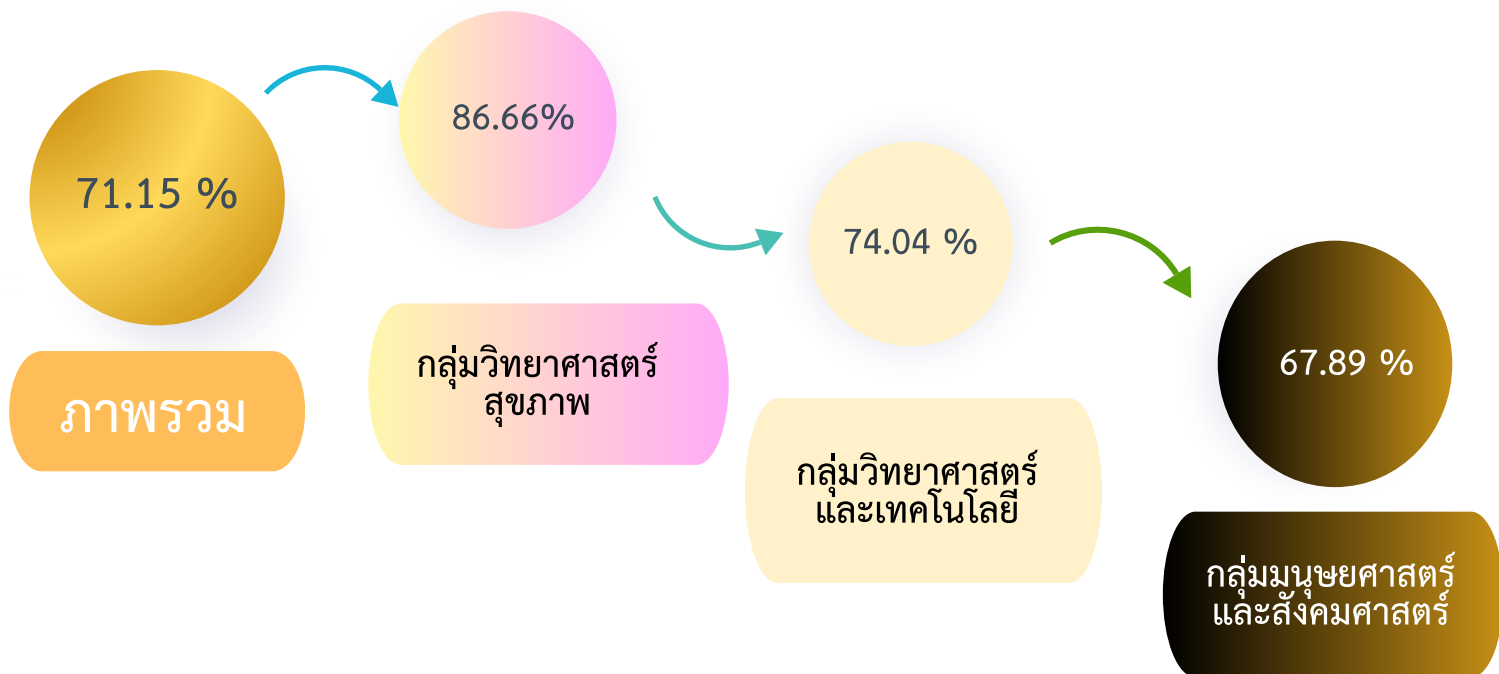 71.15 %
ภาพรวม
86.66%
กลุ่มวิทยาศาสตร์
สุขภาพ
74.04 %
กลุ่มวิทยาศาสตร์
และเทคโนโลยี
67.89 %
กลุ่มมนุษยศาสตร์
และสังคมศาสตร์